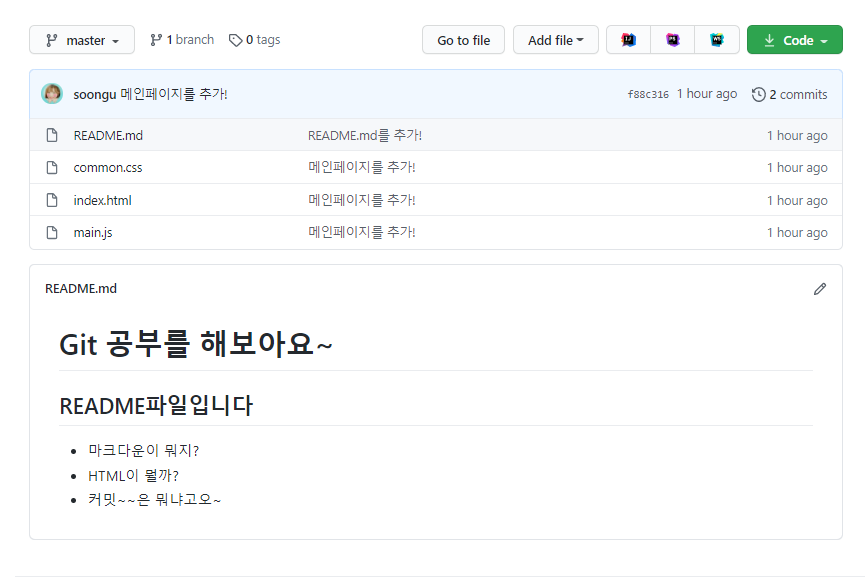 master 1 branch 0 tags Go to file Add file Code
soongu 메인페이지를 추가! f88c316 1 hour ago 2 commits
README.md README.md를 추가! 1 hour ago
common.css 메인페이지를 추가! 1 hour ago
index.html 메인페이지를 추가! 1 hour ago
main.js 메인페이지를 추가! 1 hour ago
README.md
Git 공부를 해보아요~
README파일입니다
마크다운이 뭐지?
HTML이 뭘까?
커밋~~은 뭐냐고오~